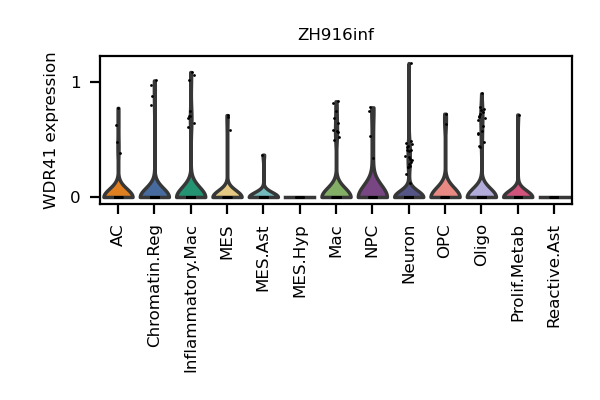 ZH916inf
WDR41 expression
1
0
AC
Chromatin.Reg
Inflammatory.Mac
MES
MES.Ast
MES.Hyp
Mac
NPC
Neuron
OPC
Oligo
Prolif.Metab
Reactive.Ast